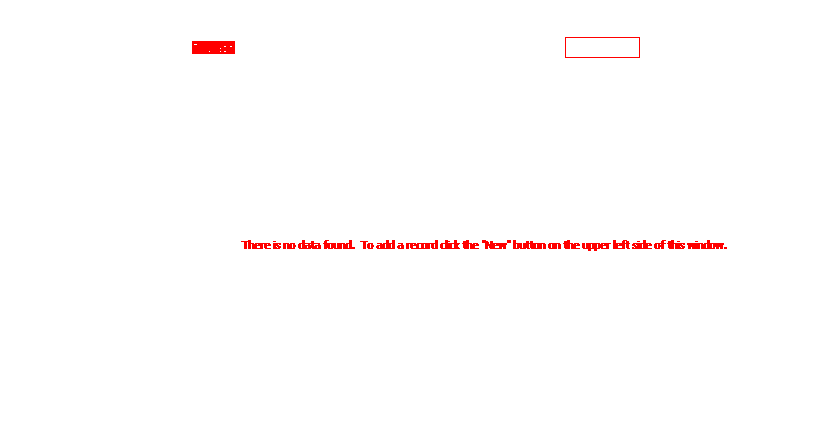 There is no data found. To add a record click the "New" button on the upper left side of this window.